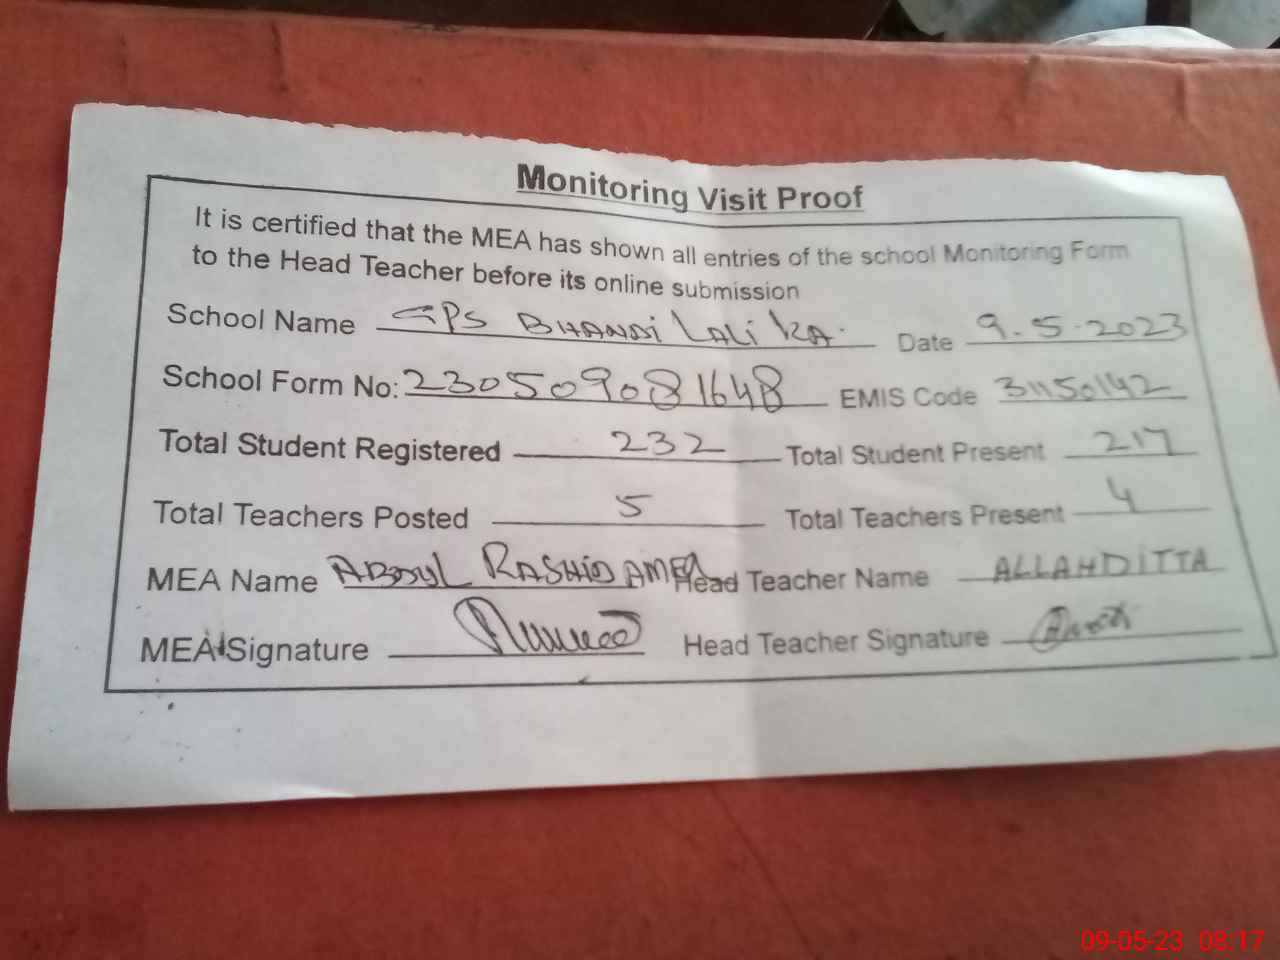 Monitoring Visit Proof
It is certified that the MEA has shown all entries of the school Monitoring Form
to the Head Teacher before its online submission
School Name GPS BHANDI LALI KA. Date 9.5.2023
School Form No: 230509081648 EMIS Code 31150142
Total Student Registered 232 Total Student Present 217
Total Teachers Posted 5 Total Teachers Present 4
MEA Name ABDUL RASHID Head Teacher Name ALLAHDITTA
MEA Signature Head Teacher Signature
09-05-23 08:17